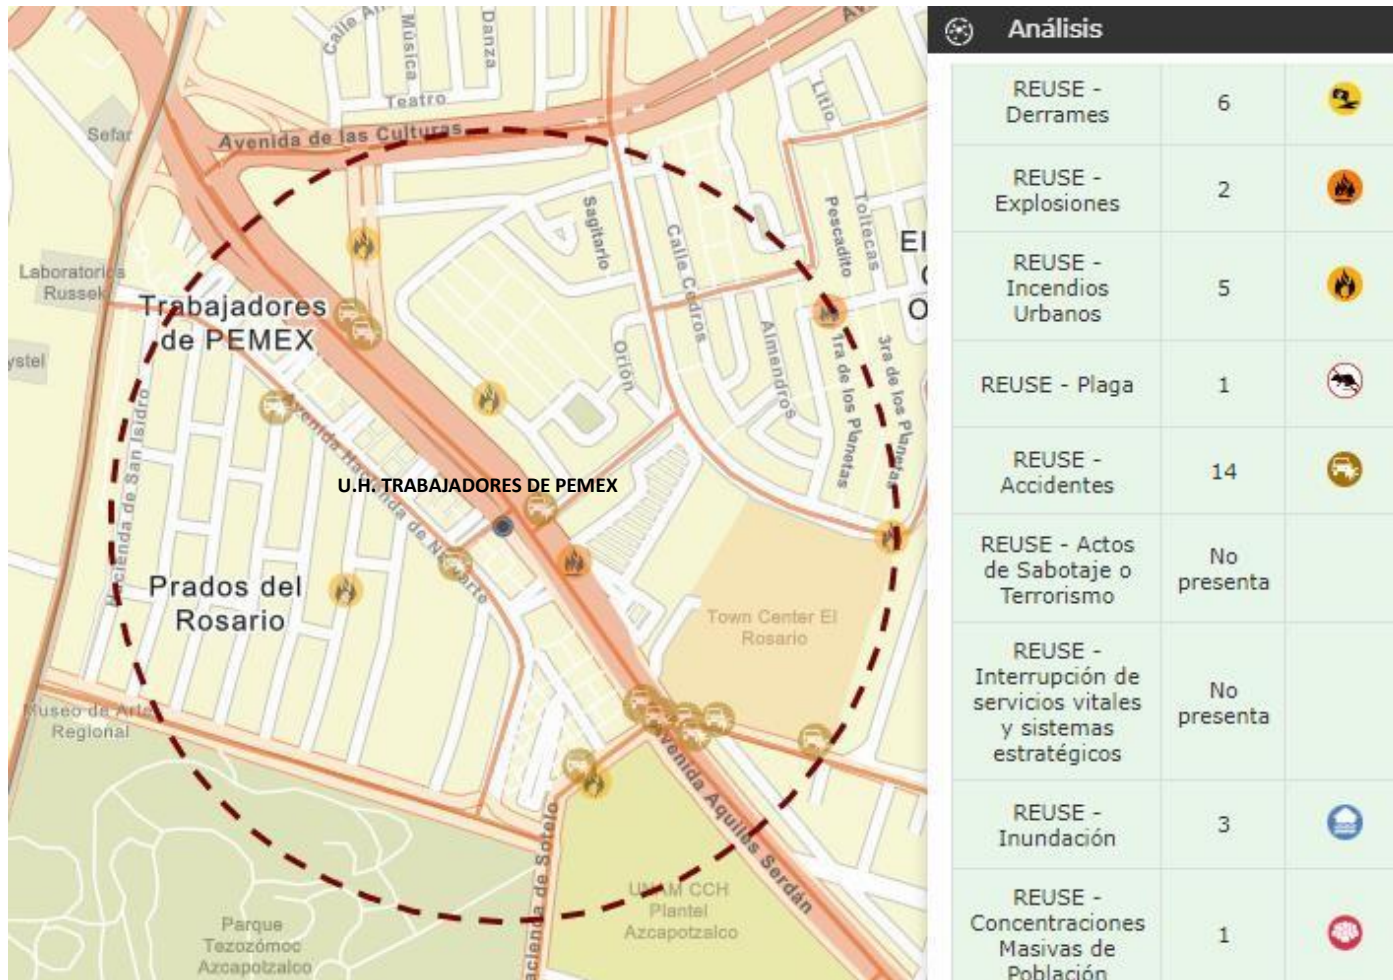 Calle
Música
Danza
Teatro
Avenida de las Culturas
Litio
Sefar
Sagitario
Calle Cedros
Pescadito
Toltecas
El
O
Laboratorios
Russek
Trabajadores
de PEMEX
ystel
Orión
Almendros
1ra de los Planetas
3ra de los Planetas
Hacienda de San Isidro
Avenida Hacienda de Narvarte
U.H. TRABAJADORES DE PEMEX
Prados del
Rosario
Town Center El
Rosario
Museo de Arte
Regional
Avenida Aquiles Serdán
acienda de Sotelo
UNAM CCH
Plantel
Azcapotzalco
Parque
Tezozómoc
Azcapotzalco
Análisis
REUSE -
Derrames
6
REUSE -
Explosiones
2
REUSE -
Incendios
Urbanos
5
REUSE - Plaga
1
REUSE -
Accidentes
14
REUSE - Actos
de Sabotaje o
Terrorismo
No
presenta
REUSE -
Interrupción de
servicios vitales
y sistemas
estratégicos
No
presenta
REUSE -
Inundación
3
REUSE -
Concentraciones
Masivas de
Población
1